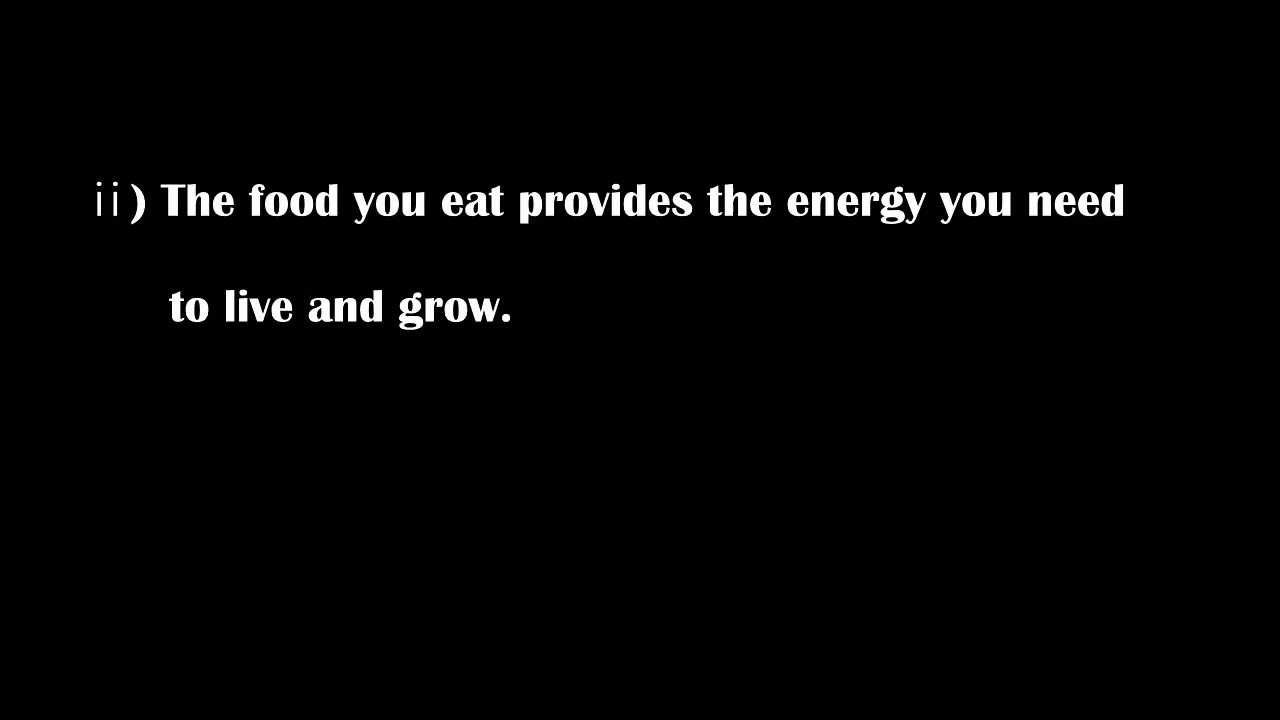 ii) The food you eat provides the energy you need
to live and grow.